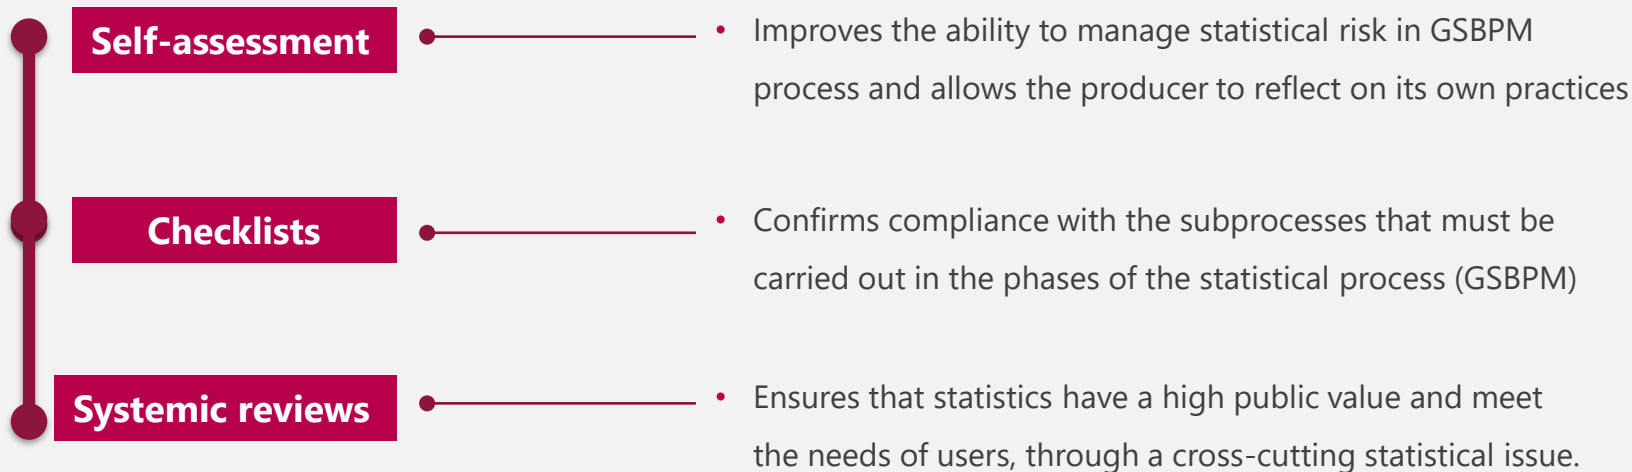 Self-assessment
• Improves the ability to manage statistical risk in GSBPM
process and allows the producer to reflect on its own practices
Checklists
• Confirms compliance with the subprocesses that must be
carried out in the phases of the statistical process (GSBPM)
Systemic reviews
• Ensures that statistics have a high public value and meet
the needs of users, through a cross-cutting statistical issue.